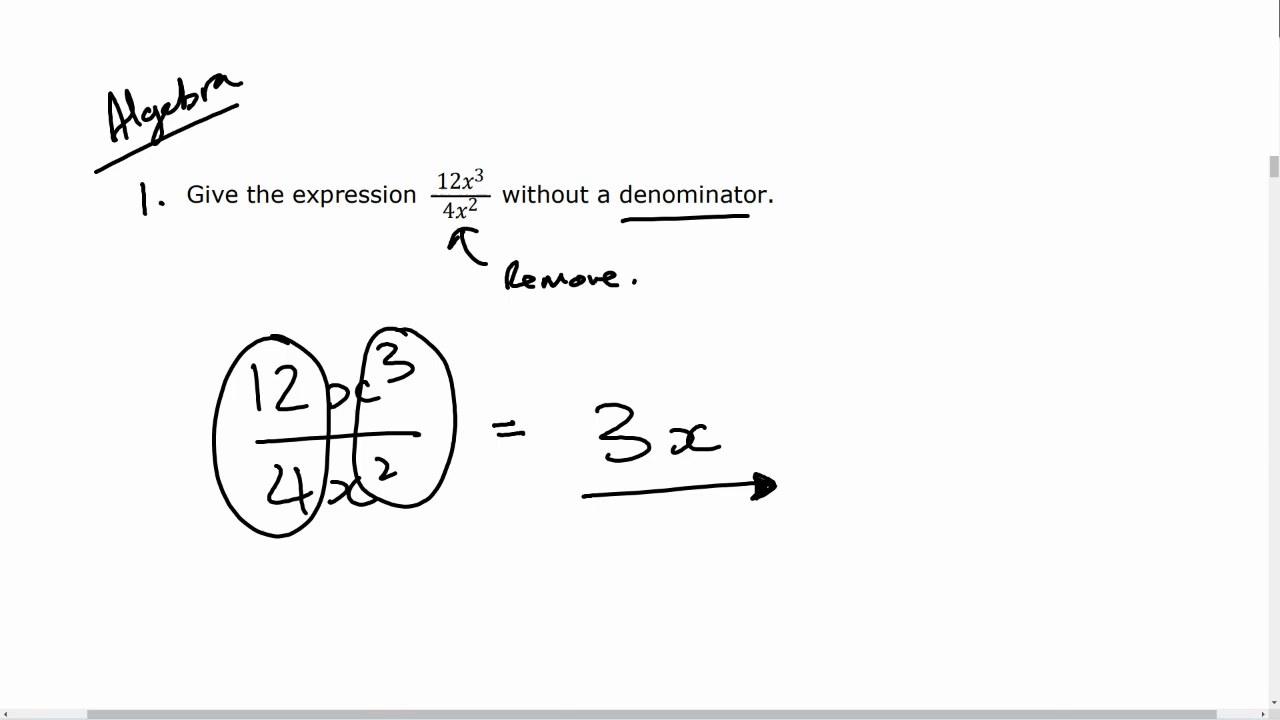 Algebra
1. Give the expression 12x³/4x² without a denominator.
Remove.
12x³/4x² = 3x